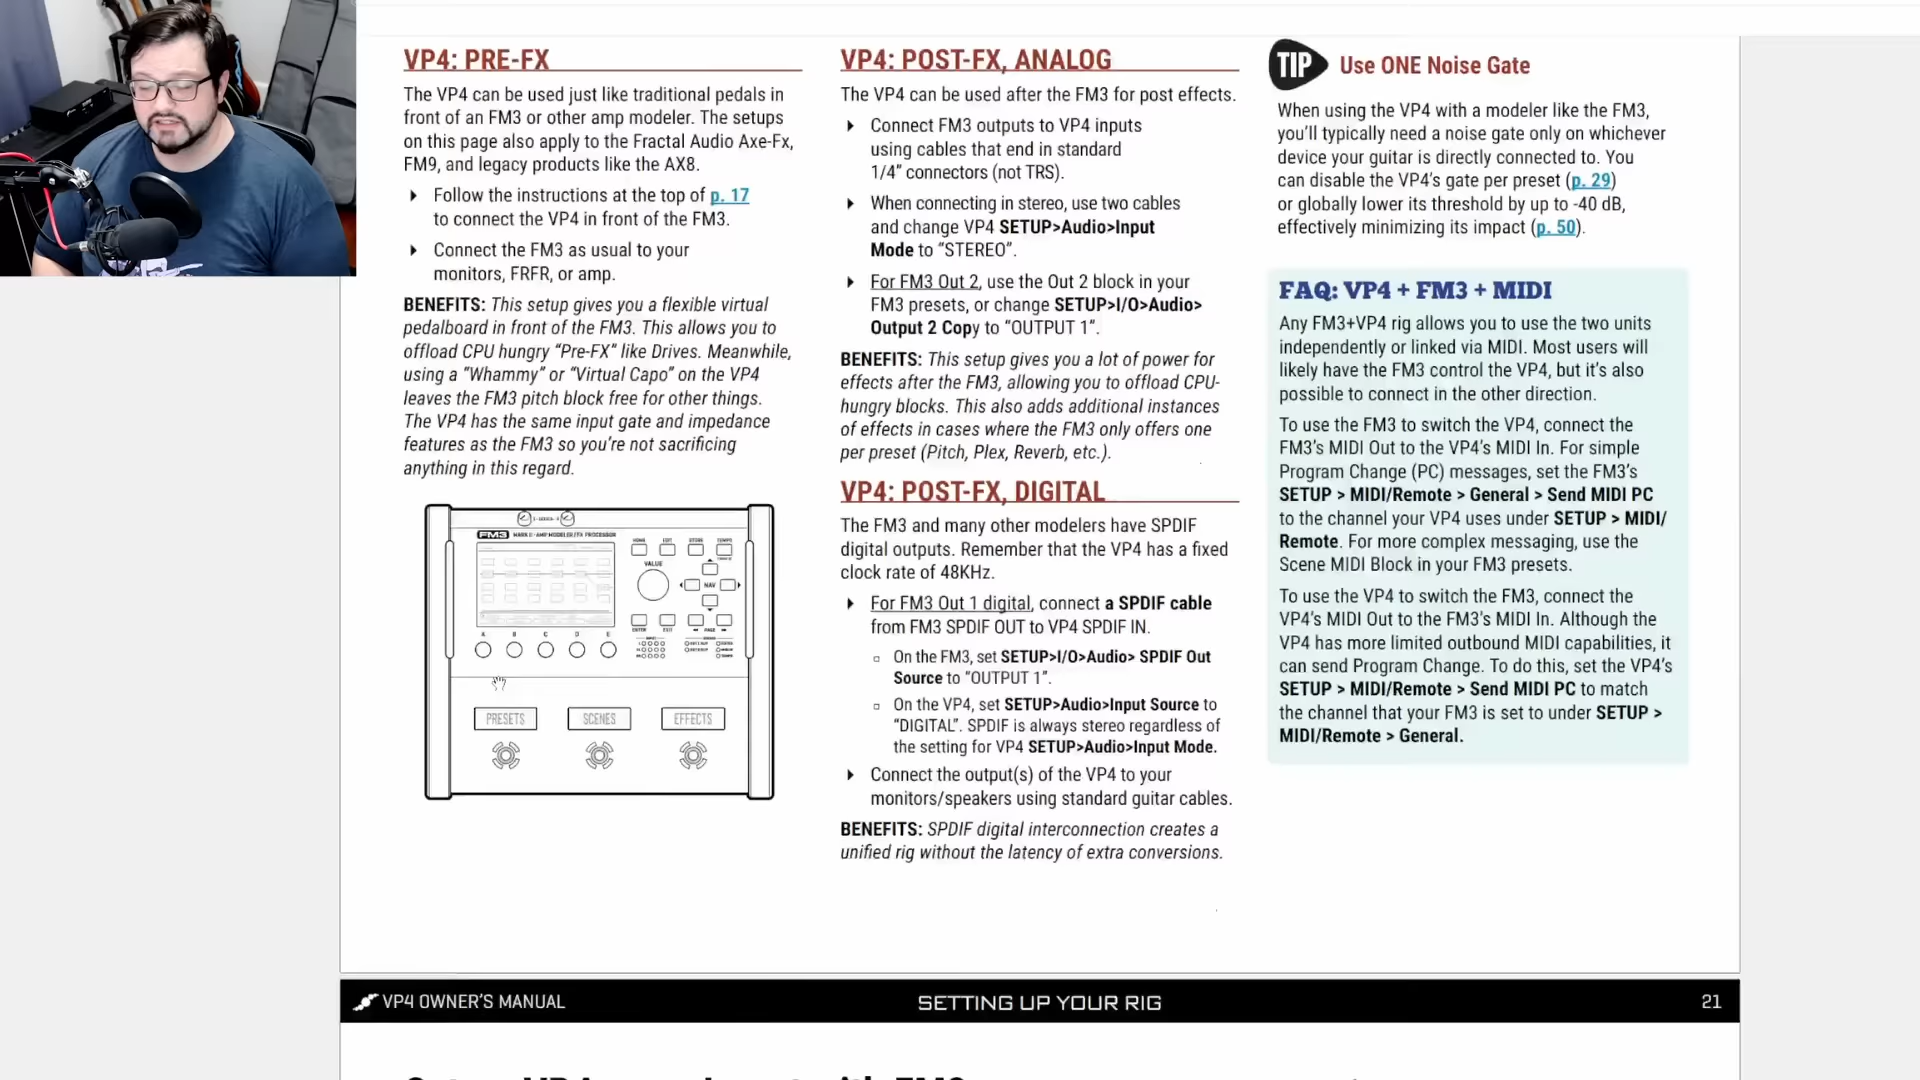 VP4: PRE-FX
The VP4 can be used just like traditional pedals in
front of an FM3 or other amp modeler. The setups
on this page also apply to the Fractal Audio Axe-Fx,
FM9, and legacy products like the AX8.
Follow the instructions at the top of p. 17
to connect the VP4 in front of the FM3.
Connect the FM3 as usual to your
monitors, FRFR, or amp.
BENEFITS: This setup gives you a flexible virtual
pedalboard in front of the FM3. This allows you to
offload CPU hungry “Pre-FX” like Drives. Meanwhile,
using a “Whammy” or “Virtual Capo” on the VP4
leaves the FM3 pitch block free for other things.
The VP4 has the same input gate and impedance
features as the FM3 so you’re not sacrificing
anything in this regard.
FM3 MARK II - AMP MODELER/FX PROCESSOR
HOME EDIT STORE TEMPO
VALUE
NAV
ENTER EXIT PAGE
A B C D E
PRESETS SCENES EFFECTS
VP4: POST-FX, ANALOG
The VP4 can be used after the FM3 for post effects.
Connect FM3 outputs to VP4 inputs
using cables that end in standard
1/4” connectors (not TRS).
When connecting in stereo, use two cables
and change VP4 SETUP>Audio>Input
Mode to “STEREO”.
For FM3 Out 2, use the Out 2 block in your
FM3 presets, or change SETUP>I/O>Audio>
Output 2 Copy to “OUTPUT 1”.
BENEFITS: This setup gives you a lot of power for
effects after the FM3, allowing you to offload CPU-
hungry blocks. This also adds additional instances
of effects in cases where the FM3 only offers one
per preset (Pitch, Plex, Reverb, etc.).
VP4: POST-FX, DIGITAL
The FM3 and many other modelers have SPDIF
digital outputs. Remember that the VP4 has a fixed
clock rate of 48KHz.
For FM3 Out 1 digital, connect a SPDIF cable
from FM3 SPDIF OUT to VP4 SPDIF IN.
On the FM3, set SETUP>I/O>Audio> SPDIF Out
Source to “OUTPUT 1”.
On the VP4, set SETUP>Audio>Input Source to
“DIGITAL”. SPDIF is always stereo regardless of
the setting for VP4 SETUP>Audio>Input Mode.
Connect the output(s) of the VP4 to your
monitors/speakers using standard guitar cables.
BENEFITS: SPDIF digital interconnection creates a
unified rig without the latency of extra conversions.
TIP Use ONE Noise Gate
When using the VP4 with a modeler like the FM3,
you’ll typically need a noise gate only on whichever
device your guitar is directly connected to. You
can disable the VP4’s gate per preset (p. 29)
or globally lower its threshold by up to -40 dB,
effectively minimizing its impact (p. 50).
FAQ: VP4 + FM3 + MIDI
Any FM3+VP4 rig allows you to use the two units
independently or linked via MIDI. Most users will
likely have the FM3 control the VP4, but it’s also
possible to connect in the other direction.
To use the FM3 to switch the VP4, connect the
FM3’s MIDI Out to the VP4’s MIDI In. For simple
Program Change (PC) messages, set the FM3’s
SETUP > MIDI/Remote > General > Send MIDI PC
to the channel your VP4 uses under SETUP > MIDI/
Remote. For more complex messaging, use the
Scene MIDI Block in your FM3 presets.
To use the VP4 to switch the FM3, connect the
VP4’s MIDI Out to the FM3’s MIDI In. Although the
VP4 has more limited outbound MIDI capabilities, it
can send Program Change. To do this, set the VP4’s
SETUP > MIDI/Remote > Send MIDI PC to match
the channel that your FM3 is set to under SETUP >
MIDI/Remote > General.
VP4 OWNER’S MANUAL SETTING UP YOUR RIG 21